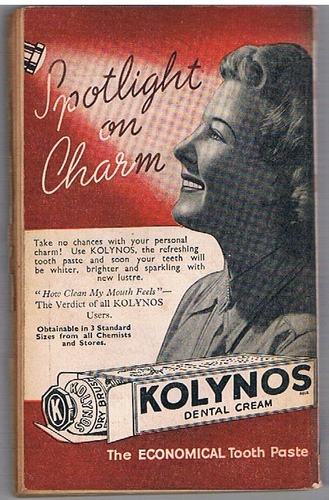 Spotlight
on
Charm
Take no chances with your personal
charm! Use KOLYNOS, the refreshing
tooth paste and soon your teeth will
be whiter, brighter and sparkling with
new lustre.
"How Clean My Mouth Feels"—
The Verdict of all KOLYNOS
Users.
Obtainable in 3 Standard
Sizes from all Chemists
and Stores.
KOLYNOS
DENTAL CREAM
K
KOLYNOS
DRY BRUSH
The ECONOMICAL Tooth Paste